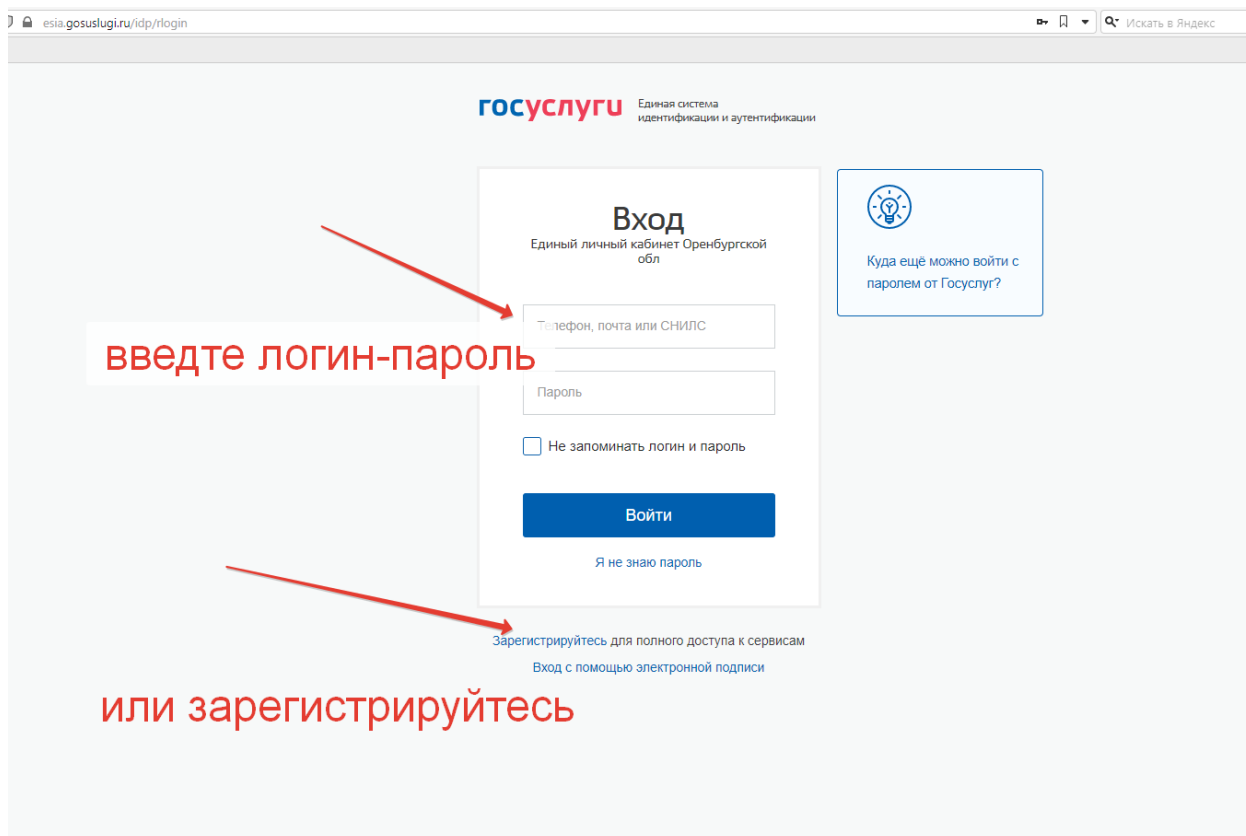 esia.gosuslugi.ru/idp/rlogin
Искать в Яндекс
госуслуги
Единая система
идентификации и аутентификации
Вход
Единый личный кабинет Оренбургской
обл
Куда ещё можно войти с
паролем от Госуслуг?
Телефон, почта или СНИЛС
введте логин-пароль
Пароль
Не запоминать логин и пароль
Войти
Я не знаю пароль
Зарегистрируйтесь для полного доступа к сервисам
Вход с помощью электронной подписи
или зарегистрируйтесь